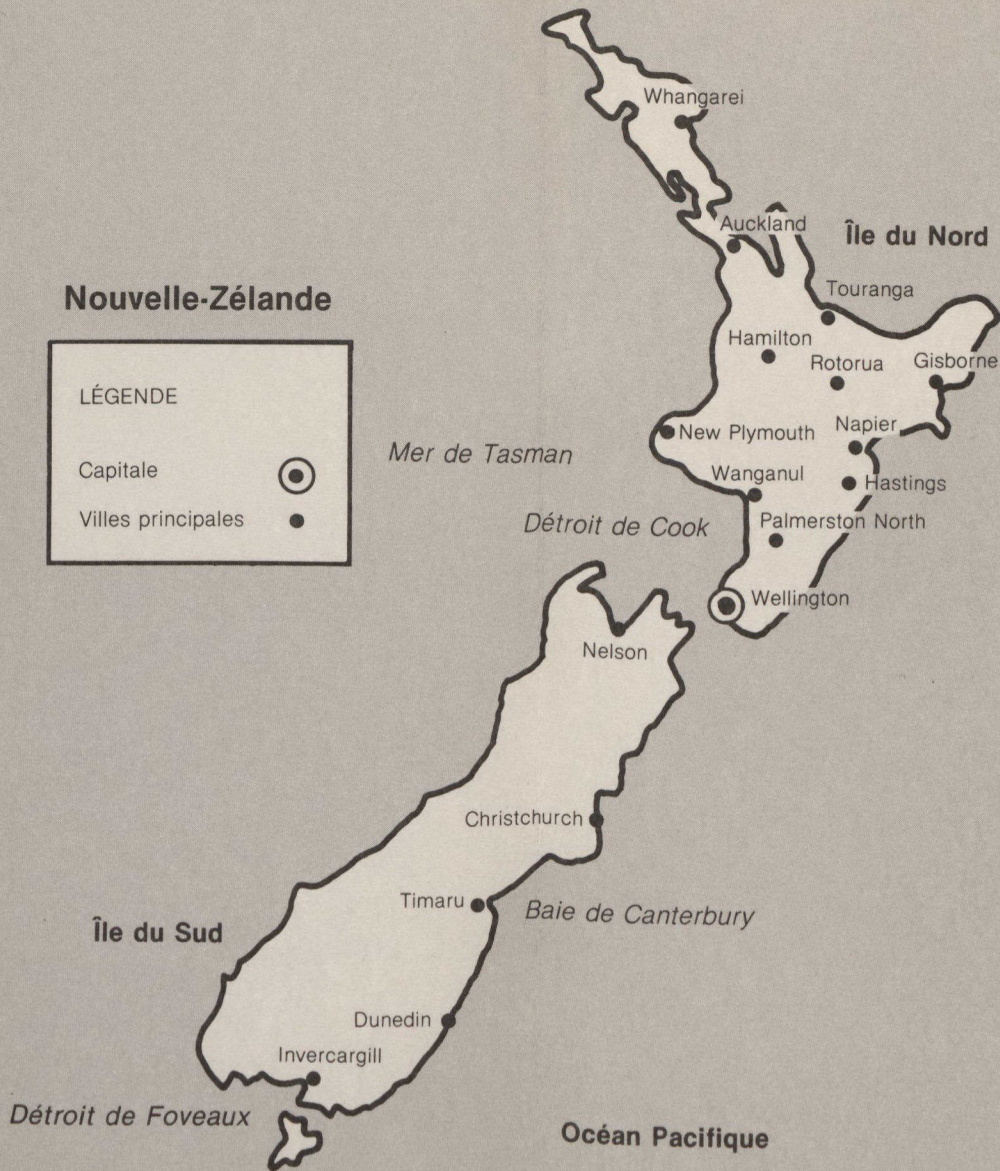 Whangarei
Auckland
Île du Nord
Nouvelle-Zélande
Touranga
Hamilton
Rotorua
Gisborne
LÉGENDE
New Plymouth
Napier
Mer de Tasman
Capitale
Wanganul
Hastings
Villes principales
Détroit de Cook
Palmerston North
Wellington
Nelson
Christchurch
Timaru
Baie de Canterbury
Île du Sud
Dunedin
Invercargill
Détroit de Foveaux
Océan Pacifique